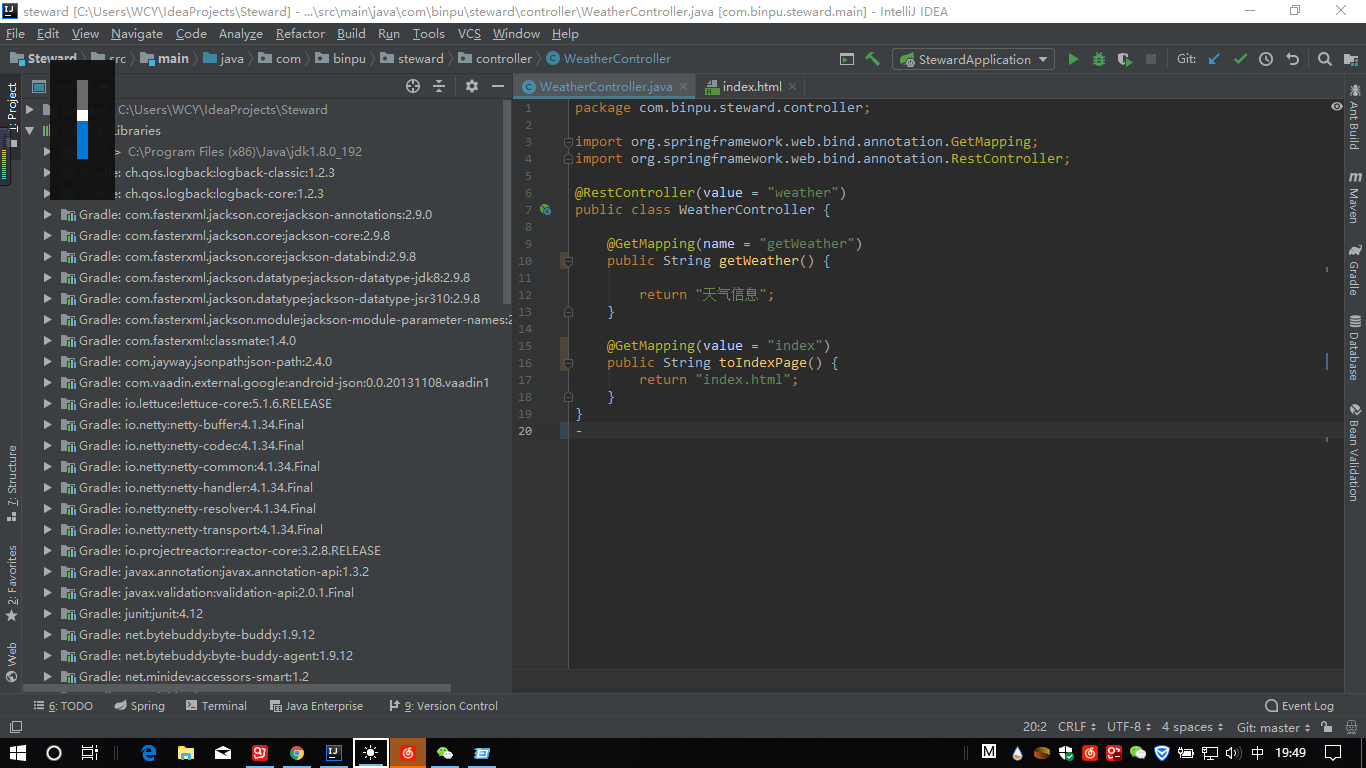 steward [C:\Users\WCY\IdeaProjects\Steward] - ...\src\main\java\com\binpu\steward\controller\WeatherController.java [com.binpu.steward.main] - IntelliJ IDEA
File Edit View Navigate Code Analyze Refactor Build Run Tools VCS Window Help
Steward src main java com binpu steward controller WeatherController
StewardApplication Git:
1: Project
7: Structure
2: Favorites
Web
C:\Users\WCY\IdeaProjects\Steward
Libraries
> C:\Program Files (x86)\Java\jdk1.8.0_192
Gradle: ch.qos.logback:logback-classic:1.2.3
Gradle: ch.qos.logback:logback-core:1.2.3
Gradle: com.fasterxml.jackson.core:jackson-annotations:2.9.0
Gradle: com.fasterxml.jackson.core:jackson-core:2.9.8
Gradle: com.fasterxml.jackson.core:jackson-databind:2.9.8
Gradle: com.fasterxml.jackson.datatype:jackson-datatype-jdk8:2.9.8
Gradle: com.fasterxml.jackson.datatype:jackson-datatype-jsr310:2.9.8
Gradle: com.fasterxml.jackson.module:jackson-module-parameter-names:2
Gradle: com.fasterxml:classmate:1.4.0
Gradle: com.jayway.jsonpath:json-path:2.4.0
Gradle: com.vaadin.external.google:android-json:0.0.20131108.vaadin1
Gradle: io.lettuce:lettuce-core:5.1.6.RELEASE
Gradle: io.netty:netty-buffer:4.1.34.Final
Gradle: io.netty:netty-codec:4.1.34.Final
Gradle: io.netty:netty-common:4.1.34.Final
Gradle: io.netty:netty-handler:4.1.34.Final
Gradle: io.netty:netty-resolver:4.1.34.Final
Gradle: io.netty:netty-transport:4.1.34.Final
Gradle: io.projectreactor:reactor-core:3.2.8.RELEASE
Gradle: javax.annotation:javax.annotation-api:1.3.2
Gradle: javax.validation:validation-api:2.0.1.Final
Gradle: junit:junit:4.12
Gradle: net.bytebuddy:byte-buddy:1.9.12
Gradle: net.bytebuddy:byte-buddy-agent:1.9.12
Gradle: net.minidev:accessors-smart:1.2
WeatherController.java index.html
1 package com.binpu.steward.controller;
2
3 import org.springframework.web.bind.annotation.GetMapping;
4 import org.springframework.web.bind.annotation.RestController;
5
6 @RestController(value = "weather")
7 public class WeatherController {
8
9 @GetMapping(name = "getWeather")
10 public String getWeather() {
11
12 return "天气信息";
13 }
14
15 @GetMapping(value = "index")
16 public String toIndexPage() {
17 return "index.html";
18 }
19 }
20 -
Ant Build
Maven
Gradle
Database
Bean Validation
6: TODO Spring Terminal Java Enterprise 9: Version Control Event Log
20:2 CRLF UTF-8 4 spaces Git: master
中 19:49